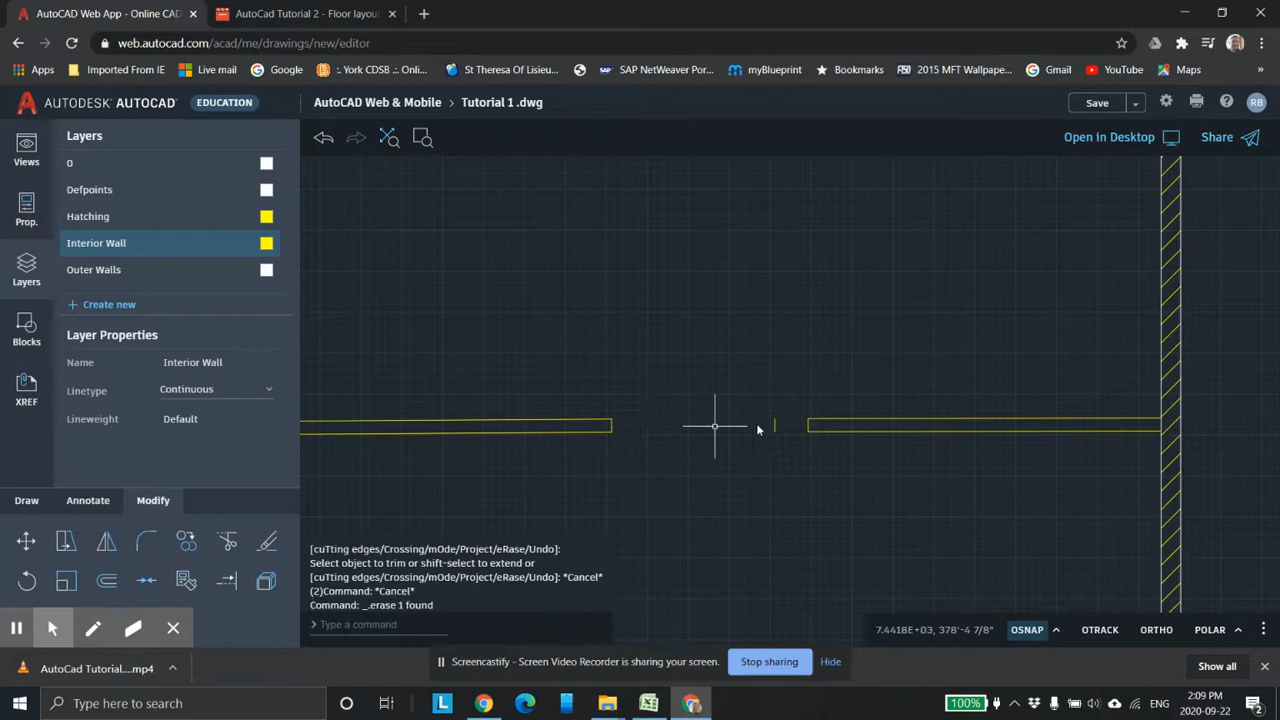 AutoCAD Web App - Online CAD
AutoCad Tutorial 2 - Floor layou
web.autocad.com/acad/me/drawings/new/editor
Apps
Imported From IE
Live mail
Google
: York CDSB :. Onli...
St Theresa Of Lisieu...
SAP NetWeaver Por...
myBlueprint
Bookmarks
2015 MFT Wallpape...
Gmail
YouTube
Maps
AUTODESK® AUTOCAD®
EDUCATION
AutoCAD Web & Mobile > Tutorial 1 .dwg
Save
RB
Open in Desktop
Share
Views
Prop.
Layers
Blocks
XREF
Layers
0
Defpoints
Hatching
Interior Wall
Outer Walls
+ Create new
Layer Properties
Name Interior Wall
Linetype Continuous
Lineweight Default
Draw Annotate Modify
[cuTting edges/Crossing/mOde/Project/eRase/Undo]:
Select object to trim or shift-select to extend or
[cuTting edges/Crossing/mOde/Project/eRase/Undo]: *Cancel*
(2)Command: *Cancel*
Command: _.erase 1 found
Type a command
7.4418E+03, 378'-4 7/8" OSNAP OTRACK ORTHO POLAR
AutoCad Tutorial....mp4
Screencastify - Screen Video Recorder is sharing your screen.
Stop sharing
Hide
Show all
Type here to search
L
100%
ENG
2:09 PM
2020-09-22
2